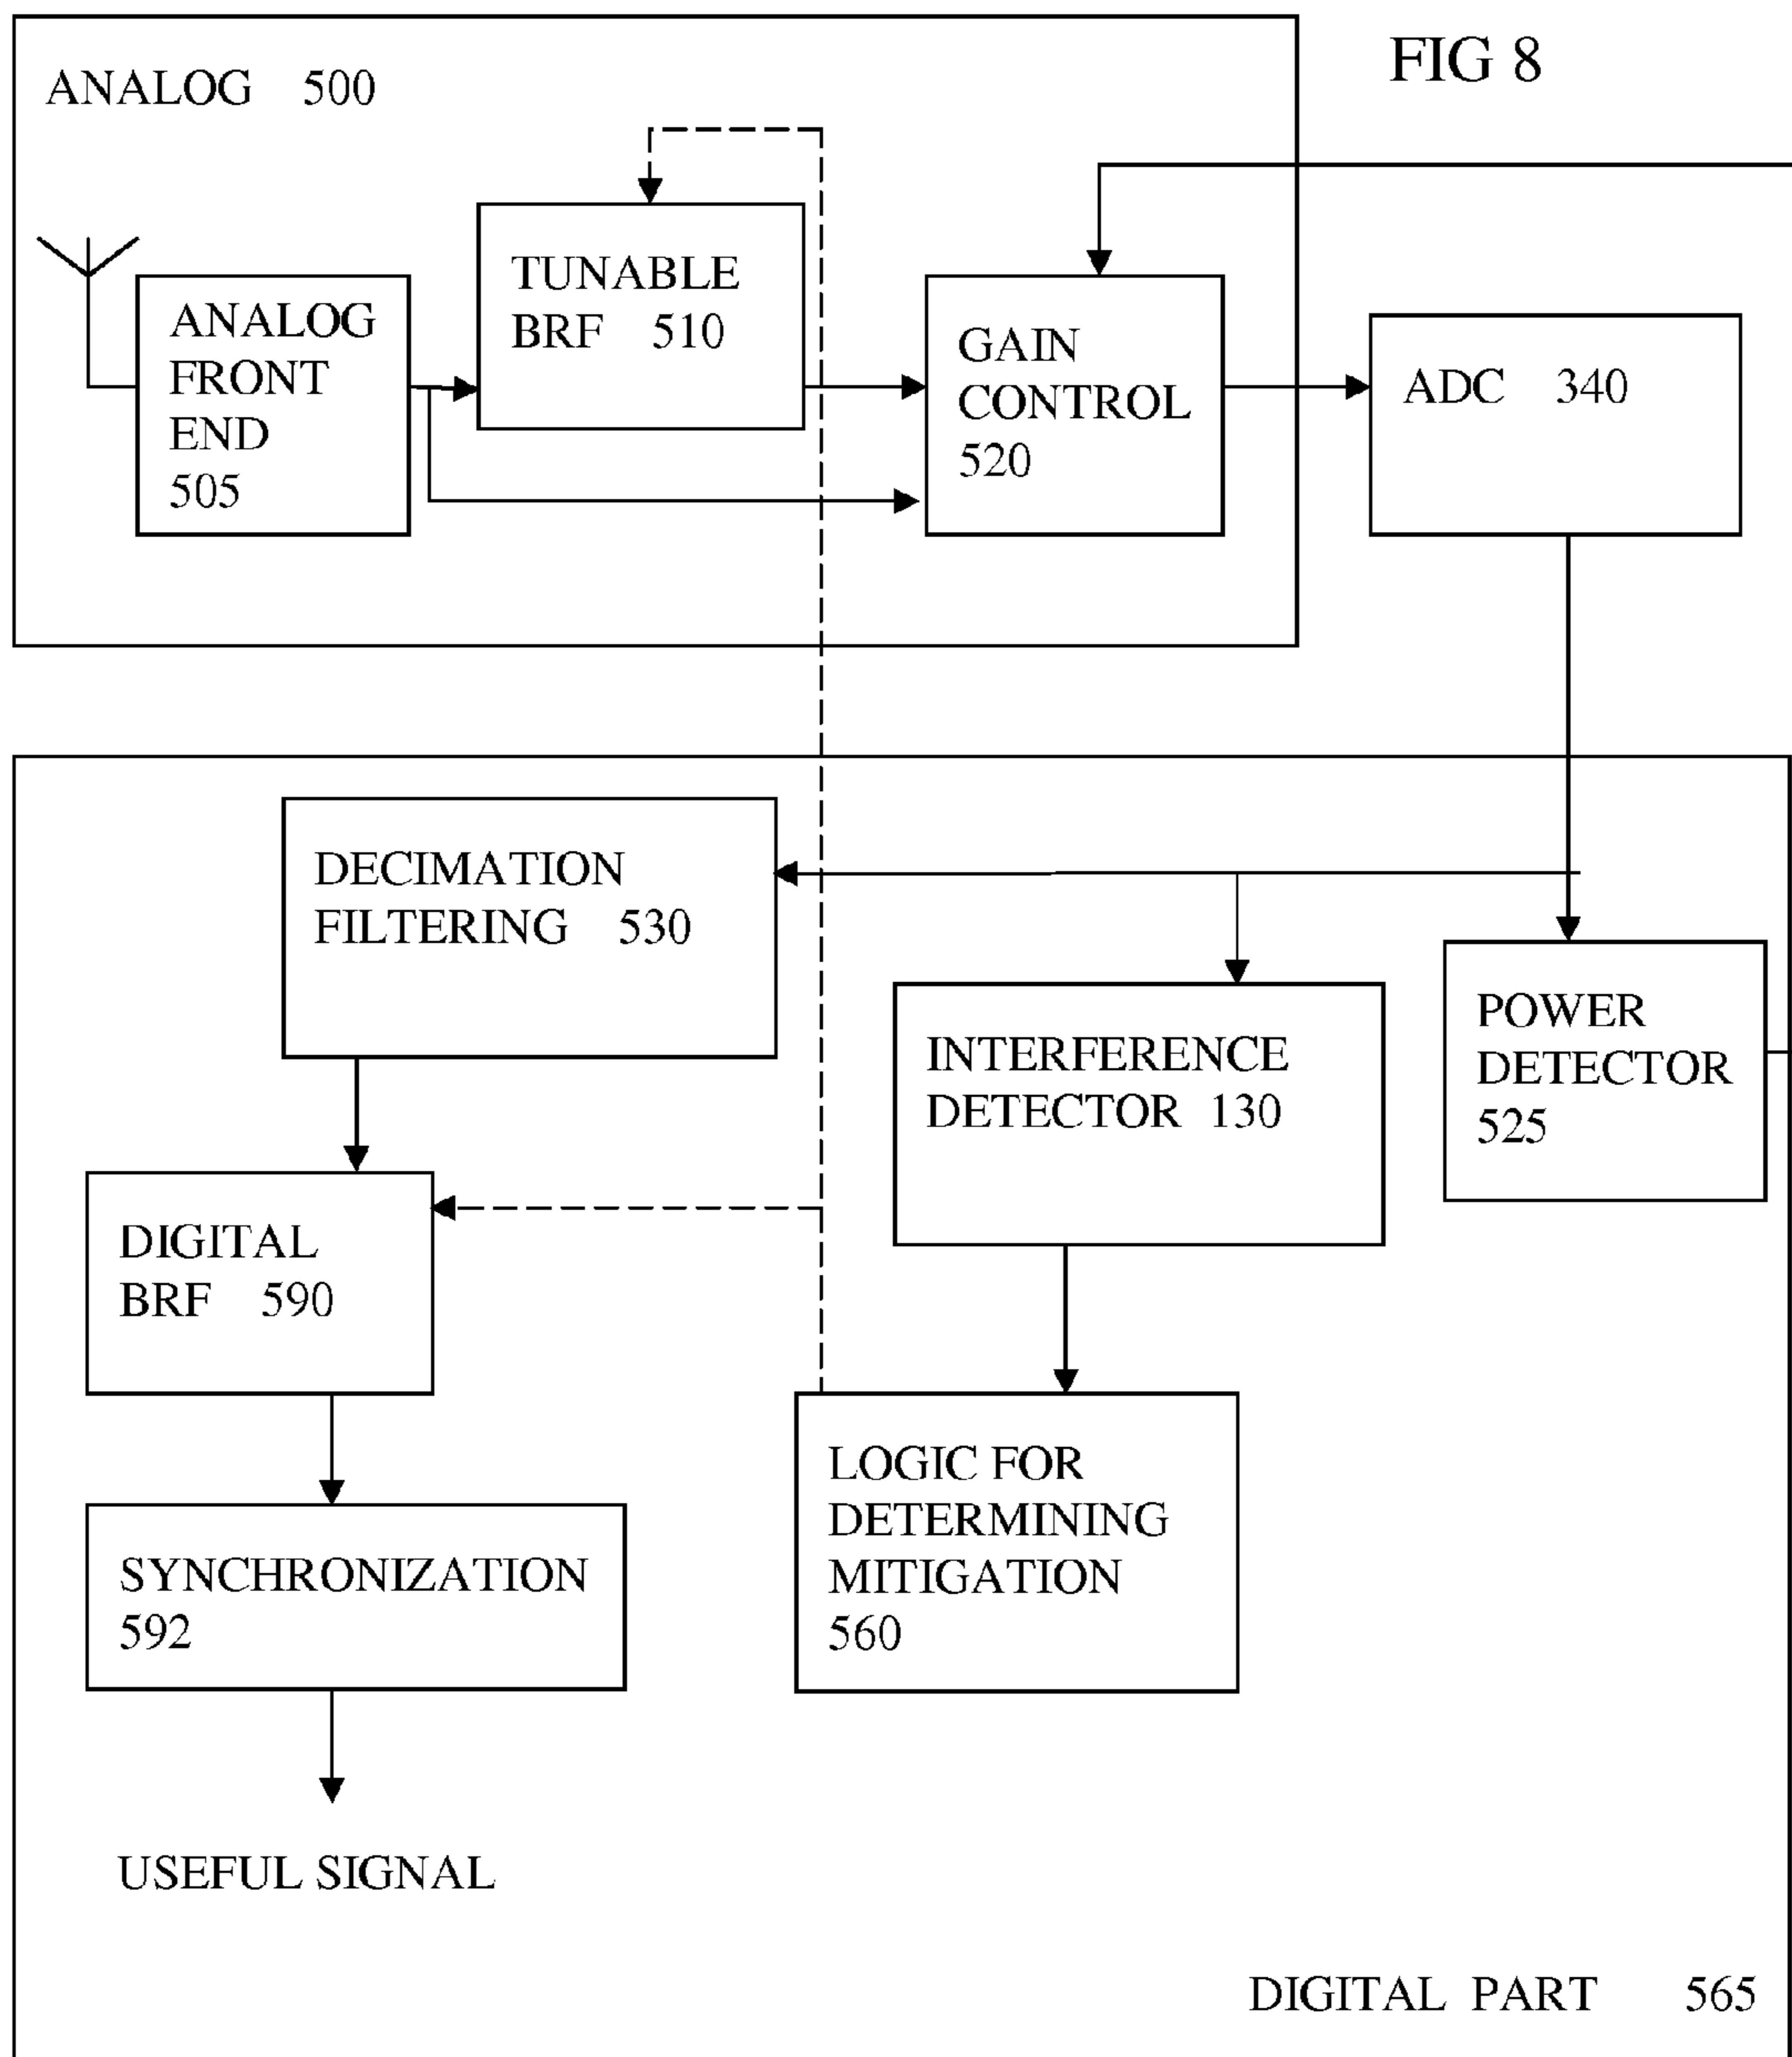 FIG 8
ANALOG 500
ANALOG
FRONT
END
505
TUNABLE
BRF 510
GAIN
CONTROL
520
ADC 340
DECIMATION
FILTERING 530
INTERFERENCE
DETECTOR 130
POWER
DETECTOR
525
DIGITAL
BRF 590
LOGIC FOR
DETERMINING
MITIGATION
560
SYNCHRONIZATION
592
USEFUL SIGNAL
DIGITAL PART 565